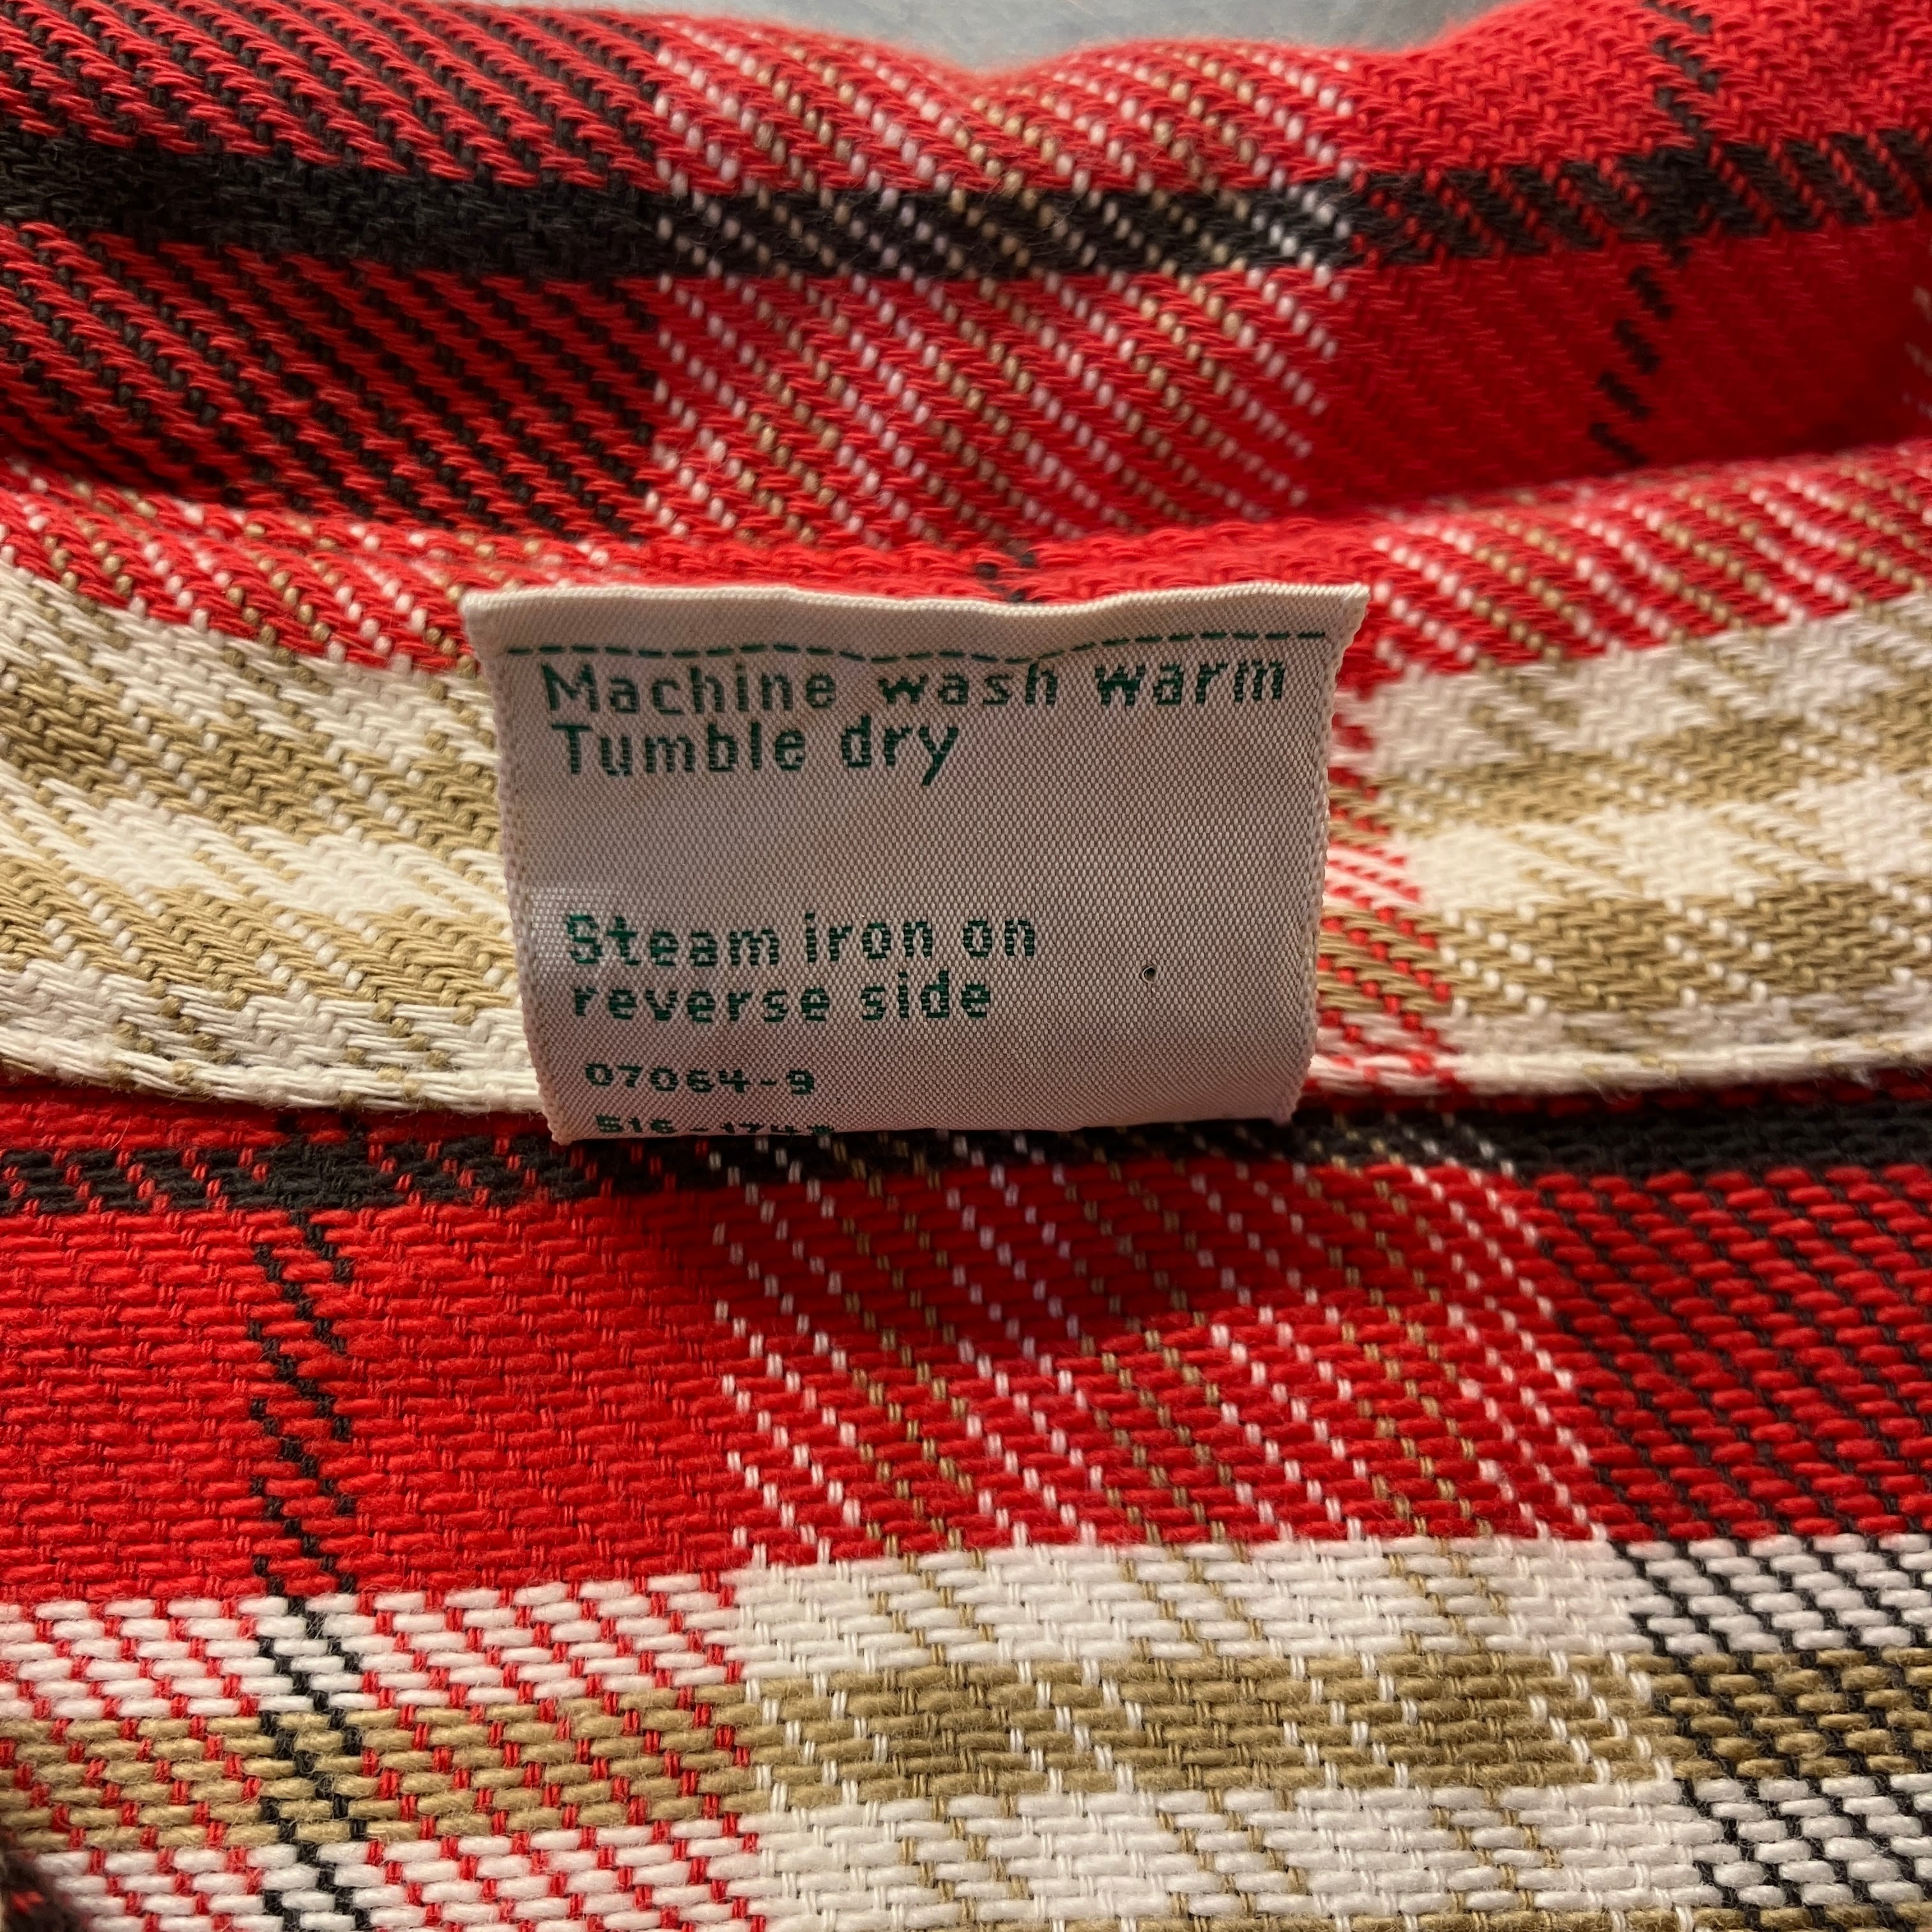 Machine wash warm
Tumble dry
Steam iron on
reverse side
07064-9